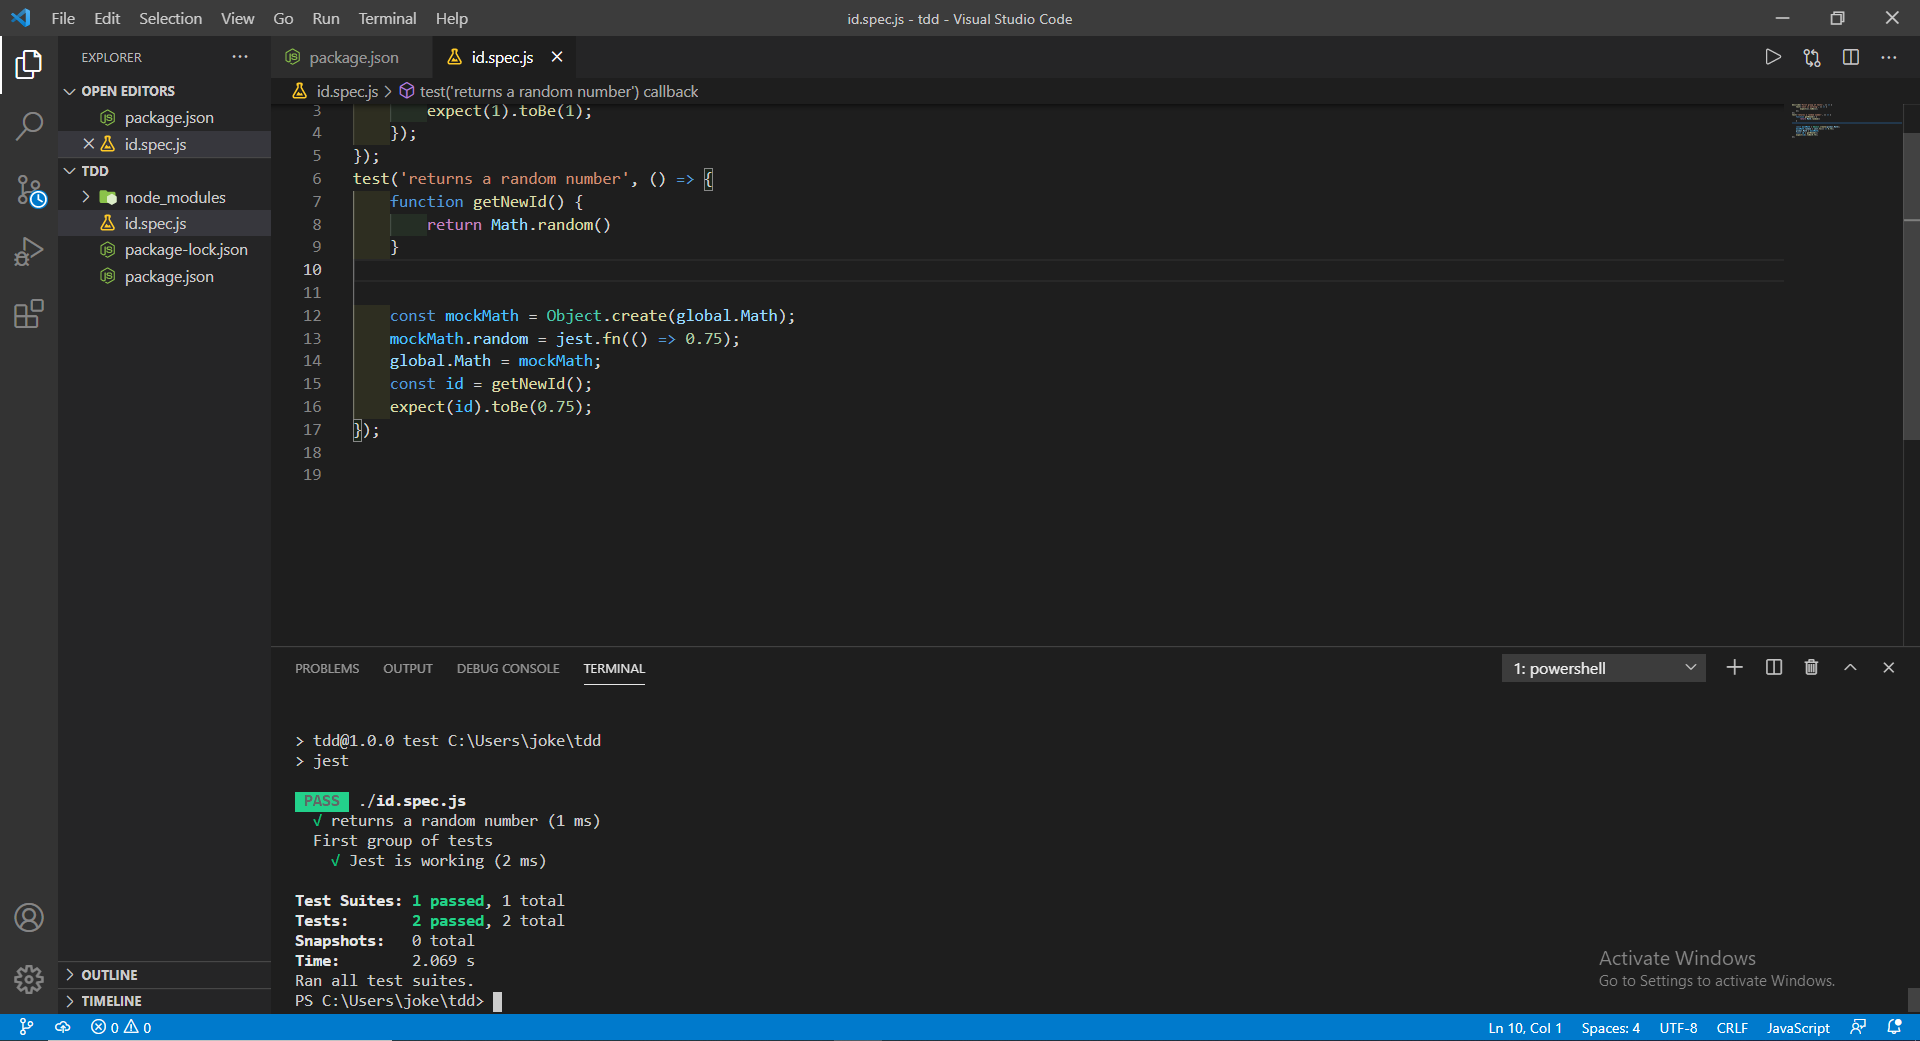 File Edit Selection View Go Run Terminal Help
id.spec.js - tdd - Visual Studio Code
EXPLORER
OPEN EDITORS
package.json
id.spec.js
TDD
node_modules
id.spec.js
package-lock.json
package.json
OUTLINE
TIMELINE
package.json
id.spec.js
id.spec.js > test('returns a random number') callback
3 expect(1).toBe(1);
4 });
5 });
6 test('returns a random number', () => {
7 function getNewId() {
8 return Math.random()
9 }
10
11
12 const mockMath = Object.create(global.Math);
13 mockMath.random = jest.fn(() => 0.75);
14 global.Math = mockMath;
15 const id = getNewId();
16 expect(id).toBe(0.75);
17 });
18
19
PROBLEMS OUTPUT DEBUG CONSOLE TERMINAL
1: powershell
> tdd@1.0.0 test C:\Users\joke\tdd
> jest
PASS ./id.spec.js
√ returns a random number (1 ms)
First group of tests
√ Jest is working (2 ms)
Test Suites: 1 passed, 1 total
Tests: 2 passed, 2 total
Snapshots: 0 total
Time: 2.069 s
Ran all test suites.
PS C:\Users\joke\tdd>
Activate Windows
Go to Settings to activate Windows.
0 0
Ln 10, Col 1 Spaces: 4 UTF-8 CRLF JavaScript